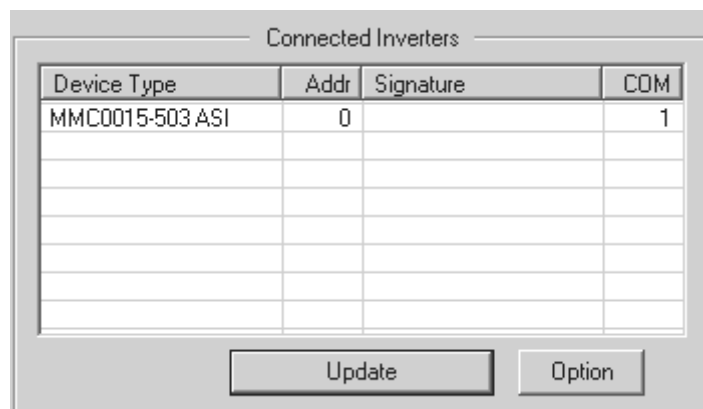 Connected Inverters
Device Type Addr Signature COM
MMC0015-503 ASI 0 1
Update Option